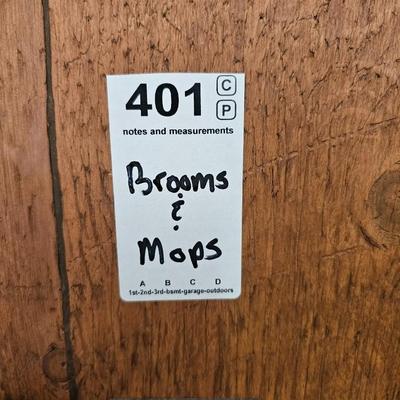 401 C
P
notes and measurements
Brooms
&
Mops
A B C D
1st-2nd-3rd-bsmt-garage-outdoors